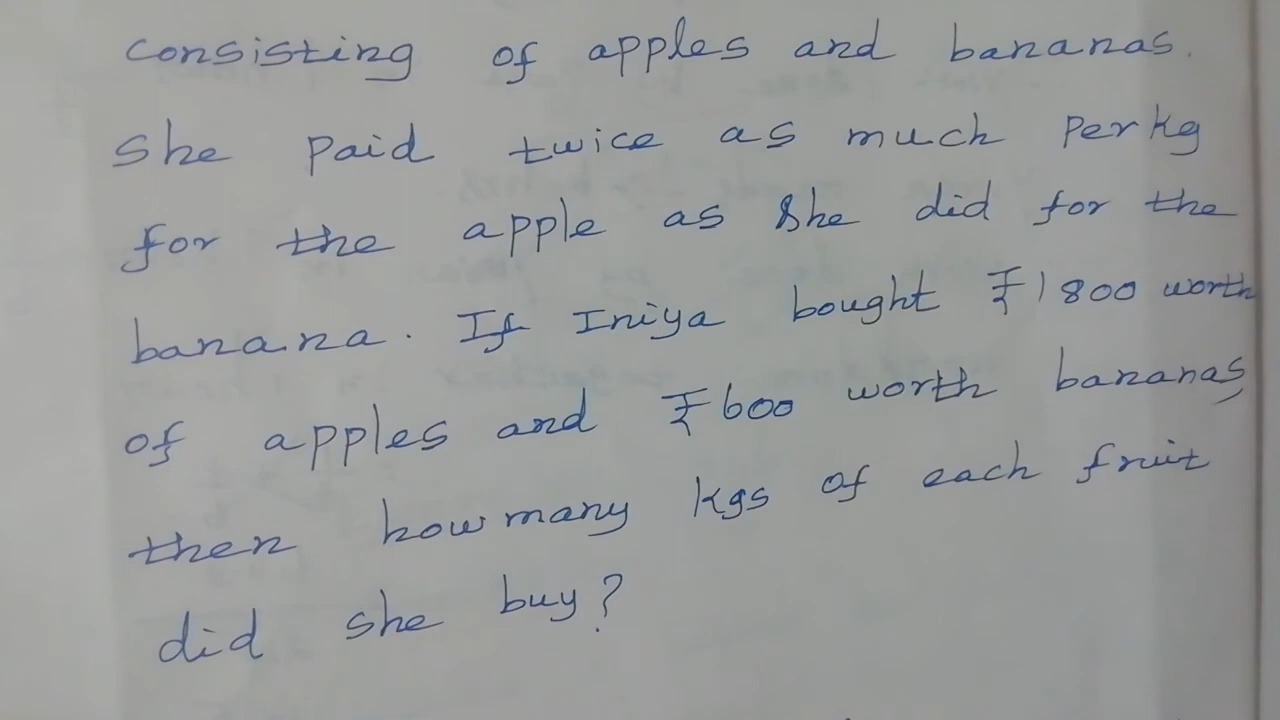 consisting of apples and bananas.
She paid twice as much per kg
for the apple as she did for the
banana. If Iniya bought ₹1800 worth
of apples and ₹600 worth bananas
then how many kgs of each fruit
did she buy?